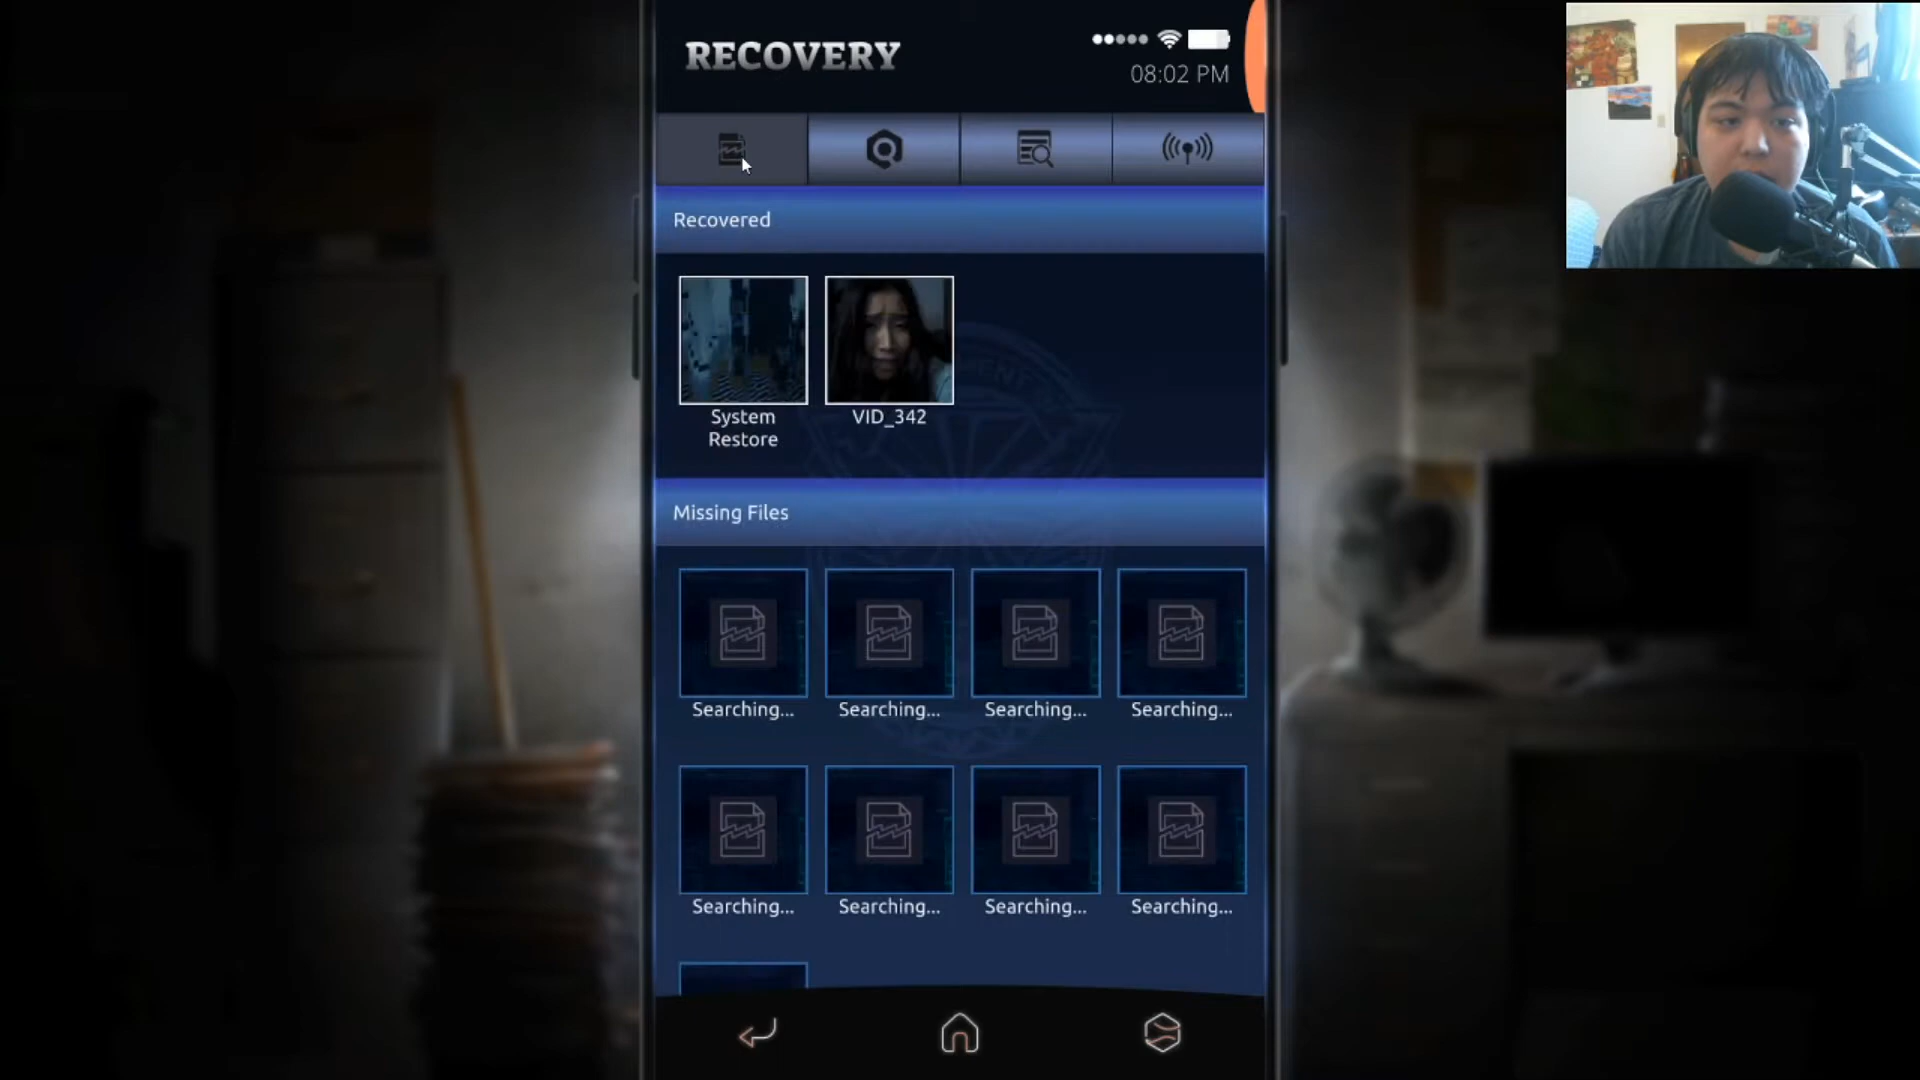 RECOVERY
08:02 PM
Recovered
System
Restore
VID_342
Missing Files
Searching...
Searching...
Searching...
Searching...
Searching...
Searching...
Searching...
Searching...